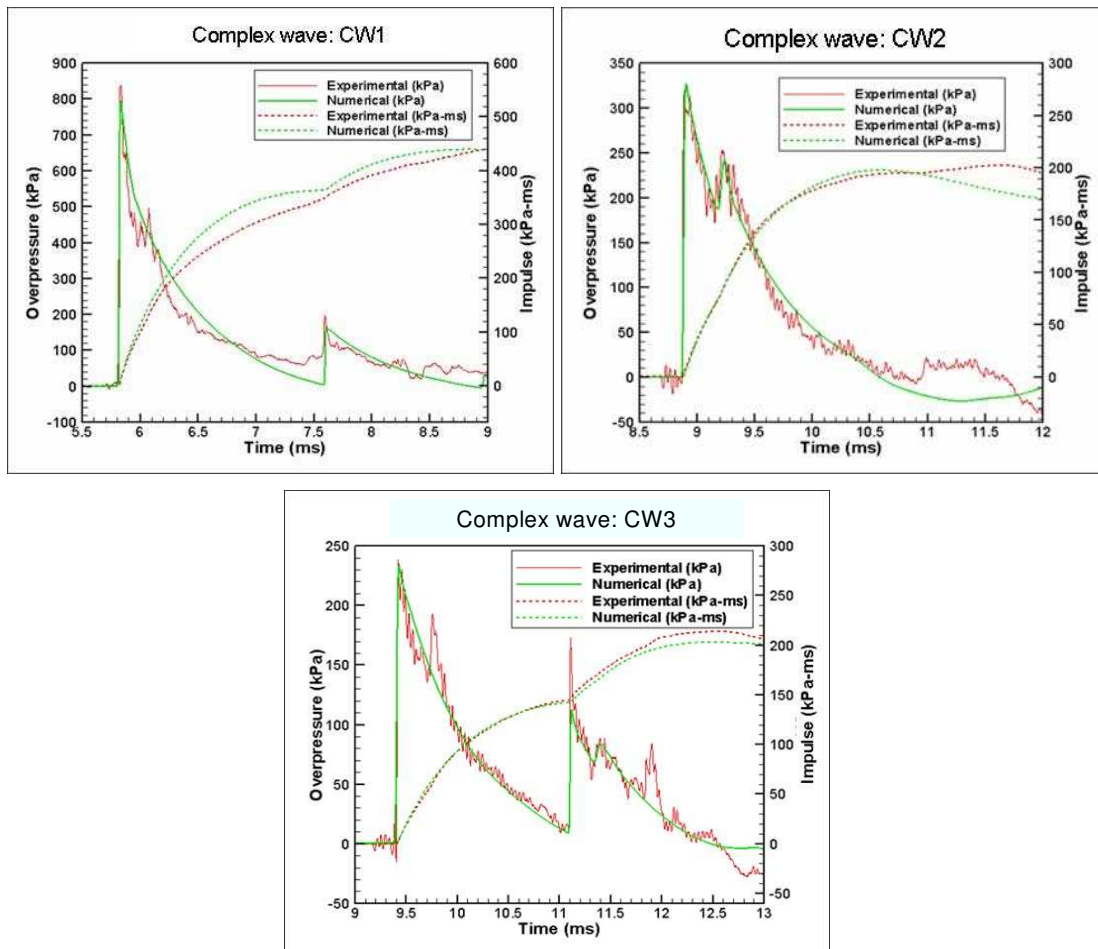 Complex wave: CW1
Experimental (kPa)
Numerical (kPa)
Experimental (kPa-ms)
Numerical (kPa-ms)
Overpressure (kPa)
900
800
700
600
500
400
300
200
100
0
-100
Impulse (kPa-ms)
600
500
400
300
200
100
0
5.5 6 6.5 7 7.5 8 8.5 9
Time (ms)
Complex wave: CW2
Experimental (kPa)
Numerical (kPa)
Experimental (kPa-ms)
Numerical (kPa-ms)
Overpressure (kPa)
350
300
250
200
150
100
50
0
-50
Impulse (kPa-ms)
300
250
200
150
100
50
0
8.5 9 9.5 10 10.5 11 11.5 12
Time (ms)
Complex wave: CW3
Experimental (kPa)
Numerical (kPa)
Experimental (kPa-ms)
Numerical (kPa-ms)
Overpressure (kPa)
250
200
150
100
50
0
-50
Impulse (kPa-ms)
300
250
200
150
100
50
0
-50
9 9.5 10 10.5 11 11.5 12 12.5 13
Time (ms)